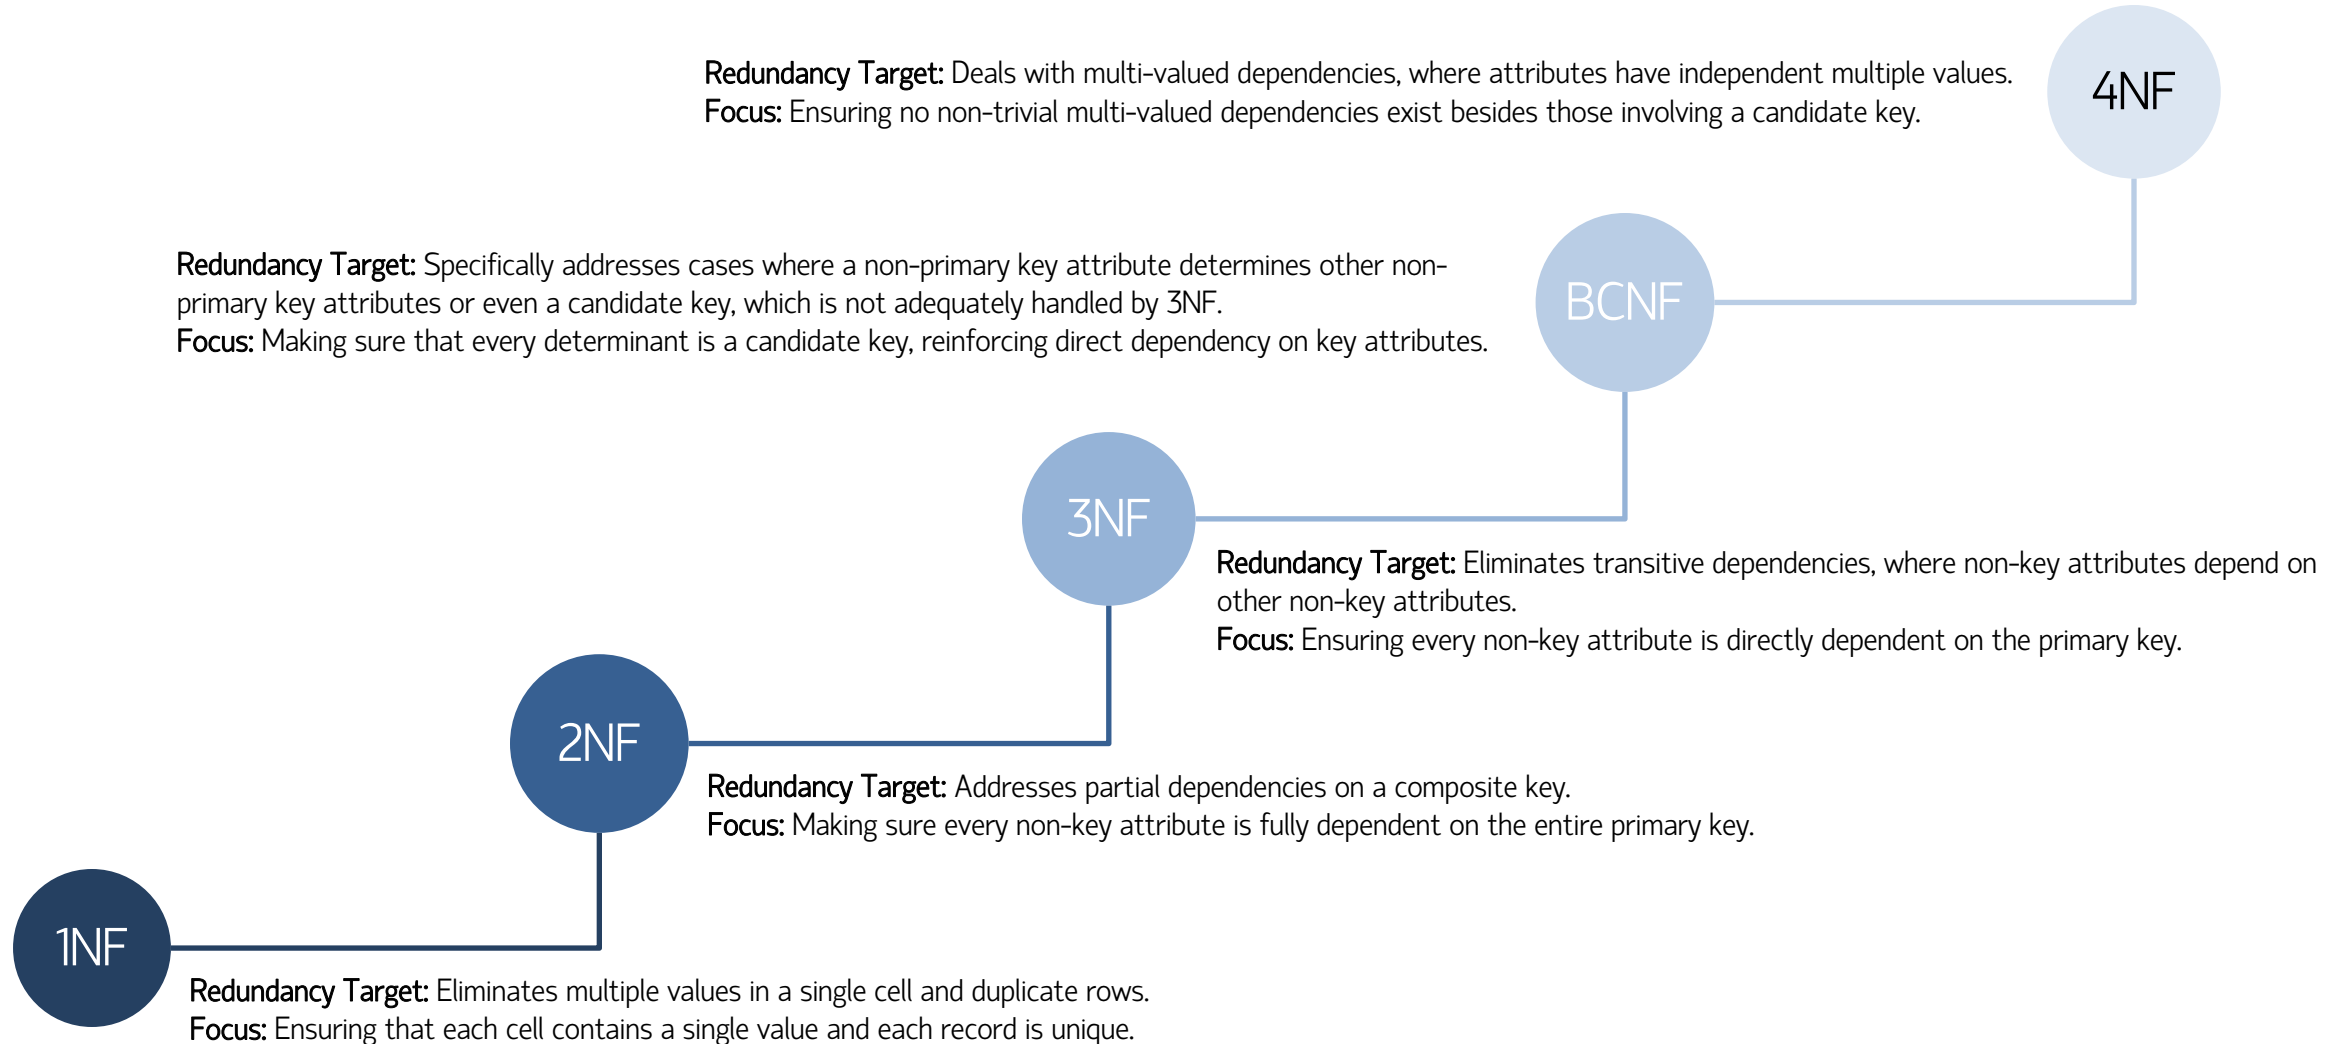 4NF
Redundancy Target: Deals with multi-valued dependencies, where attributes have independent multiple values.
Focus: Ensuring no non-trivial multi-valued dependencies exist besides those involving a candidate key.
BCNF
Redundancy Target: Specifically addresses cases where a non-primary key attribute determines other non-
primary key attributes or even a candidate key, which is not adequately handled by 3NF.
Focus: Making sure that every determinant is a candidate key, reinforcing direct dependency on key attributes.
3NF
Redundancy Target: Eliminates transitive dependencies, where non-key attributes depend on
other non-key attributes.
Focus: Ensuring every non-key attribute is directly dependent on the primary key.
2NF
Redundancy Target: Addresses partial dependencies on a composite key.
Focus: Making sure every non-key attribute is fully dependent on the entire primary key.
1NF
Redundancy Target: Eliminates multiple values in a single cell and duplicate rows.
Focus: Ensuring that each cell contains a single value and each record is unique.